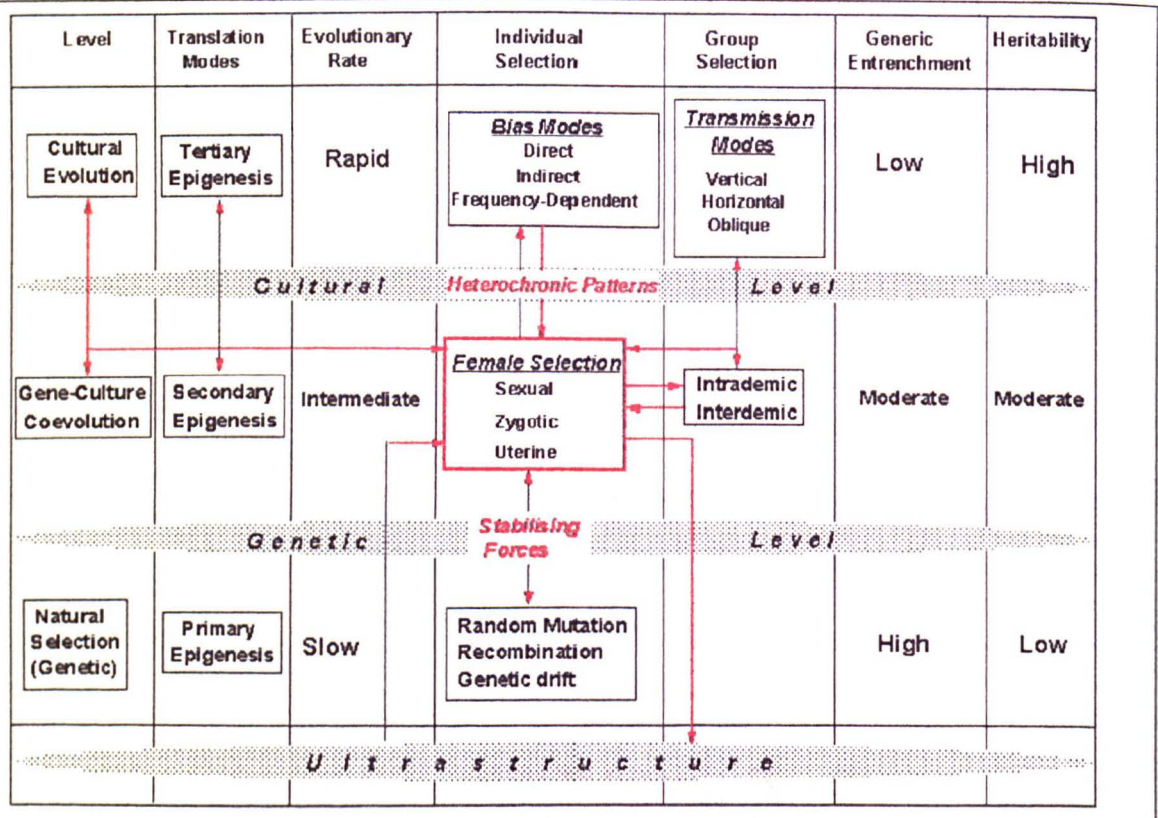 Level
Translation
Modes
Evolutionary
Rate
Individual
Selection
Group
Selection
Generic
Entrenchment
Heritability
Cultural
Evolution
Tertiary
Epigenesis
Rapid
Bias Modes
Direct
Indirect
Frequency-Dependent
Transmission
Modes
Vertical
Horizontal
Oblique
Low
High
Cultural Heterochronic Patterns Level
Gene-Culture
Coevolution
Secondary
Epigenesis
Intermediate
Female Selection
Sexual
Zygotic
Uterine
Intrademic
Interdemic
Moderate
Moderate
Genetic Stabilising Level
Forces
Natural
Selection
(Genetic)
Primary
Epigenesis
Slow
Random Mutation
Recombination
Genetic drift
High
Low
Ultrastructure